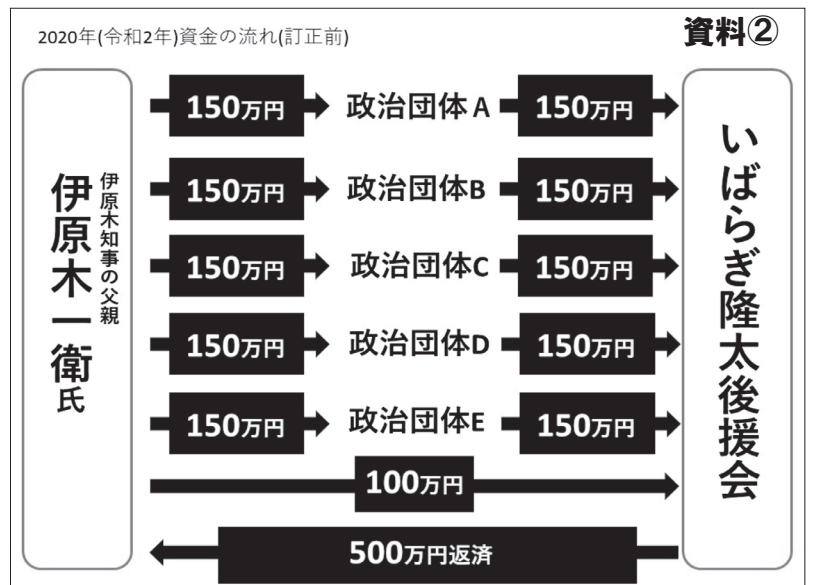 2020年(令和2年)資金の流れ(訂正前)
資料②
伊原木知事の父親
伊原木一衛氏
150万円 政治団体A 150万円
150万円 政治団体B 150万円
150万円 政治団体C 150万円
150万円 政治団体D 150万円
150万円 政治団体E 150万円
100万円
500万円返済
いばらぎ隆太後援会